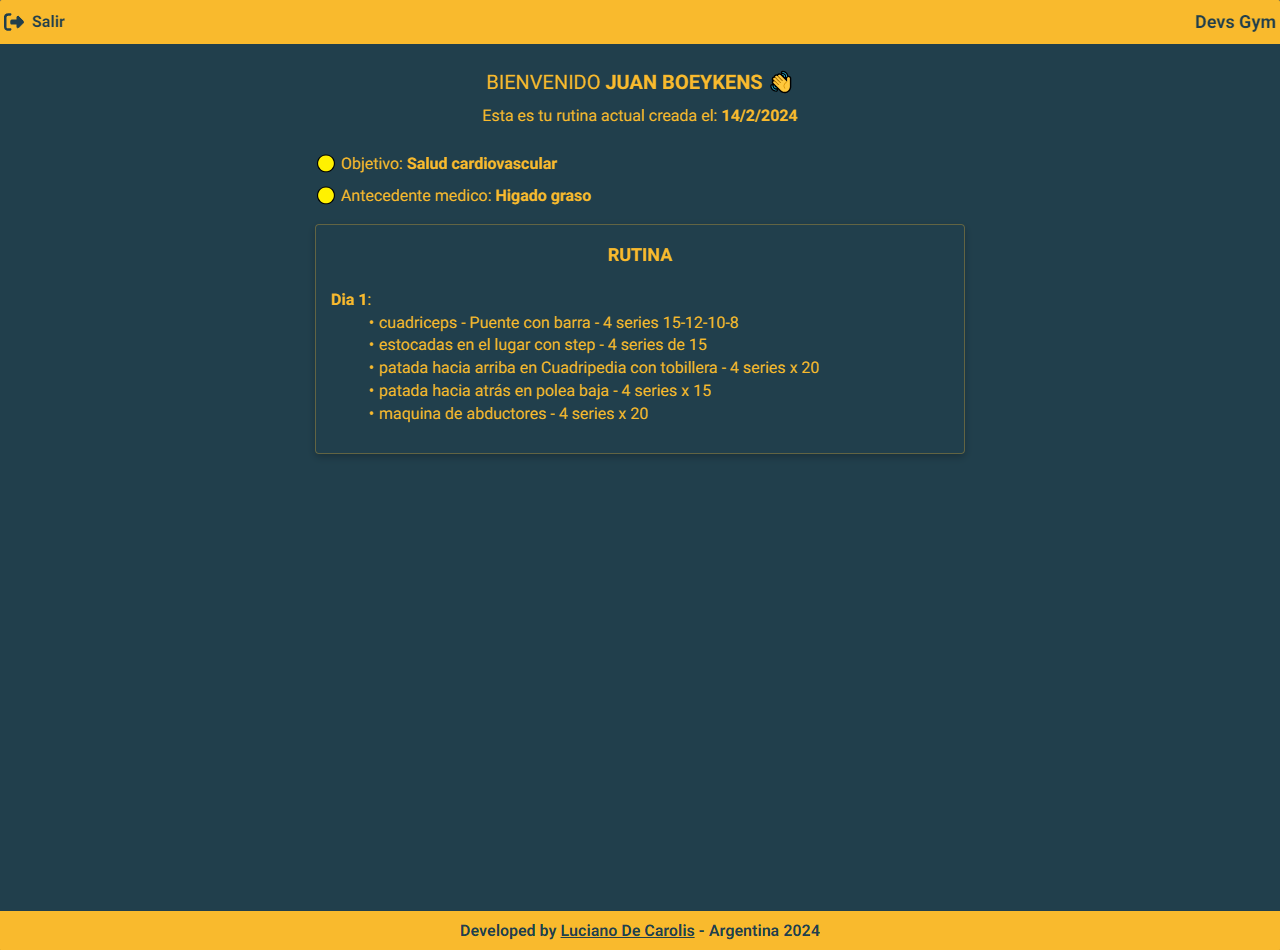 Salir
Devs Gym
BIENVENIDO JUAN BOEYKENS 👋
Esta es tu rutina actual creada el: 14/2/2024
Objetivo: Salud cardiovascular
Antecedente medico: Higado graso
RUTINA
Dia 1:
• cuadriceps - Puente con barra - 4 series 15-12-10-8
• estocadas en el lugar con step - 4 series de 15
• patada hacia arriba en Cuadripedia con tobillera - 4 series x 20
• patada hacia atrás en polea baja - 4 series x 15
• maquina de abductores - 4 series x 20
Developed by Luciano De Carolis - Argentina 2024